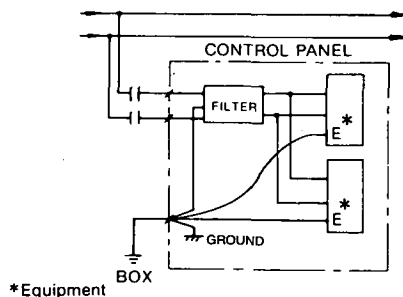 CONTROL PANEL
FILTER
E *
E *
GROUND
BOX
*Equipment